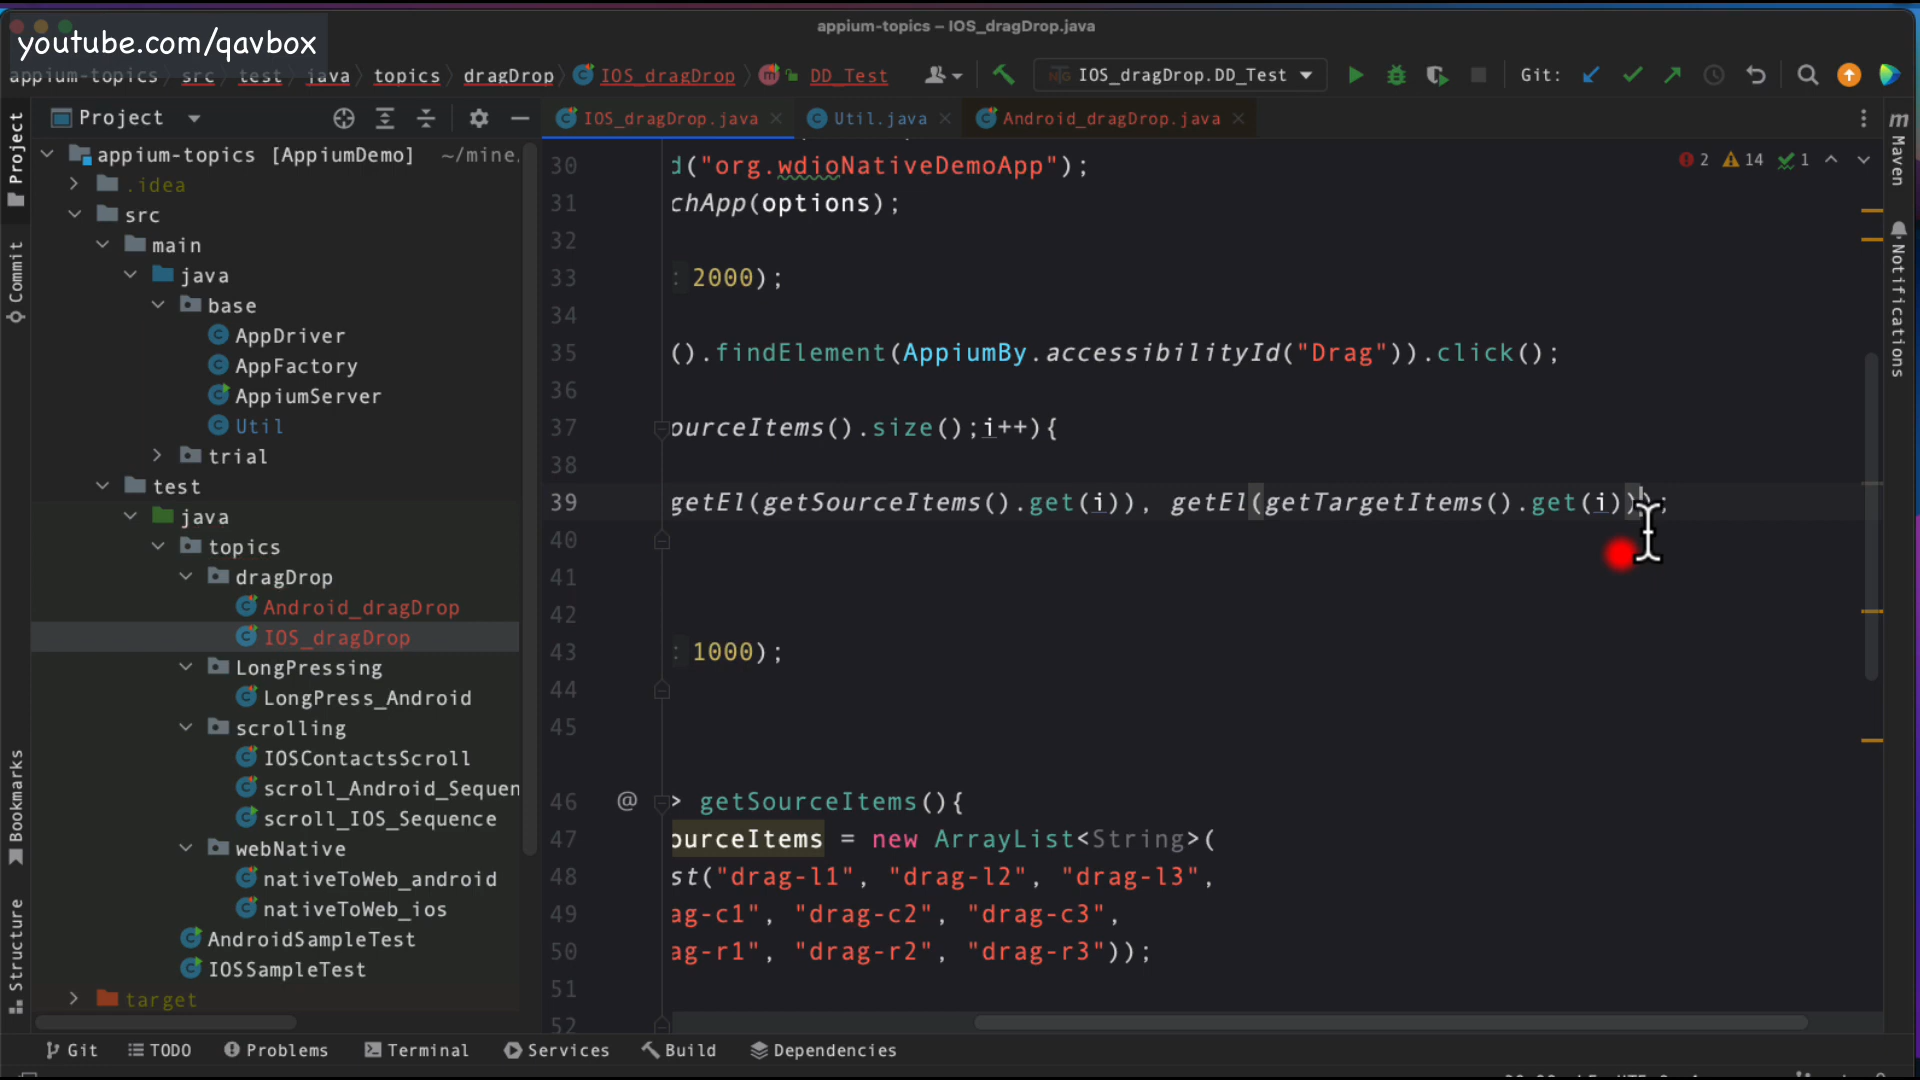 appium-topics – IOS_dragDrop.java
youtube.com/qavbox
appium-topics src test java topics dragDrop IOS_dragDrop DD_Test IOS_dragDrop.DD_Test Git:
Project
IOS_dragDrop.java Util.java Android_dragDrop.java
Project
Commit
Bookmarks
Structure
appium-topics [AppiumDemo] ~/mine.
.idea
src
main
java
base
AppDriver
AppFactory
AppiumServer
Util
trial
test
java
topics
dragDrop
Android_dragDrop
IOS_dragDrop
LongPressing
LongPress_Android
scrolling
IOSContactsScroll
scroll_Android_Sequen
scroll_IOS_Sequence
webNative
nativeToWeb_android
nativeToWeb_ios
AndroidSampleTest
IOSSampleTest
target
2 14 1
30 d("org.wdioNativeDemoApp");
31 chApp(options);
32
33 : 2000);
34
35 ().findElement(AppiumBy.accessibilityId("Drag")).click();
36
37 ourceItems().size();i++){
38
39 getEl(getSourceItems().get(i)), getEl(getTargetItems().get(i)));
40
41
42
43 : 1000);
44
45
46 @ > getSourceItems(){
47 ourceItems = new ArrayList<String>(
48 st("drag-l1", "drag-l2", "drag-l3",
49 ag-c1", "drag-c2", "drag-c3",
50 ag-r1", "drag-r2", "drag-r3"));
51
52
m Maven
Notifications
Git TODO Problems Terminal Services Build Dependencies